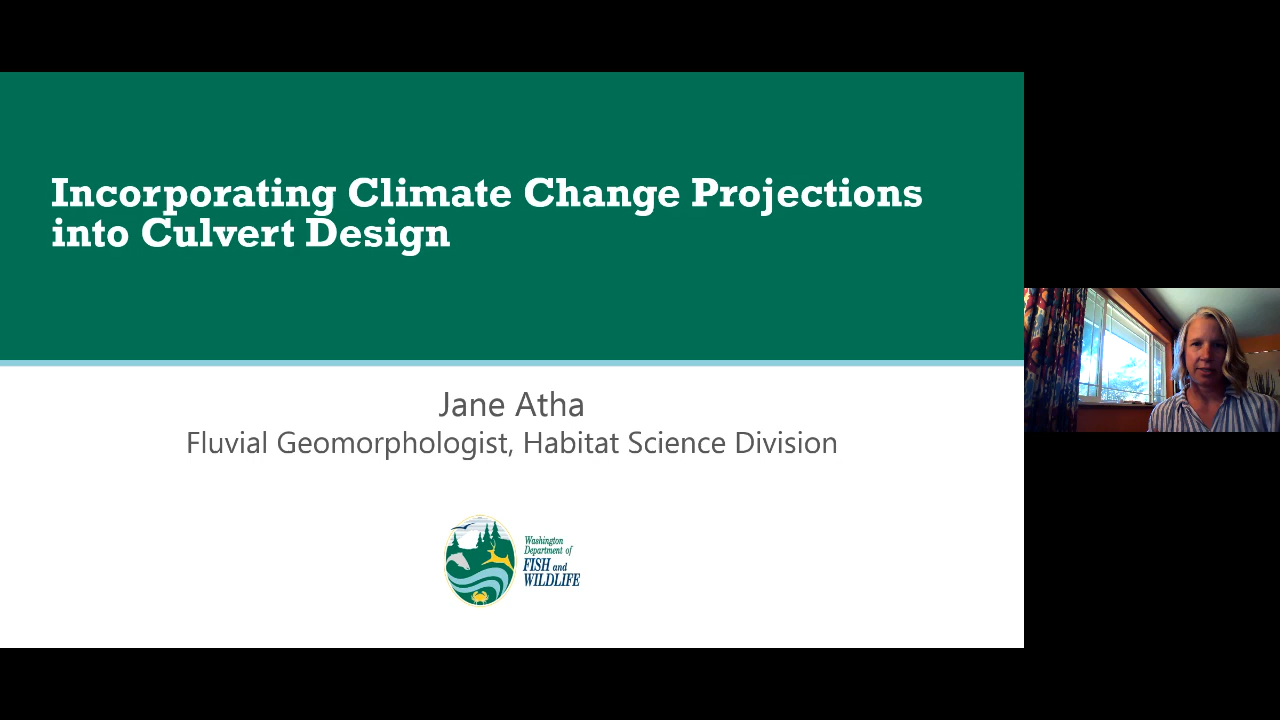 Incorporating Climate Change Projections
into Culvert Design
Jane Atha
Fluvial Geomorphologist, Habitat Science Division
Washington
Department of
FISH and
WILDLIFE